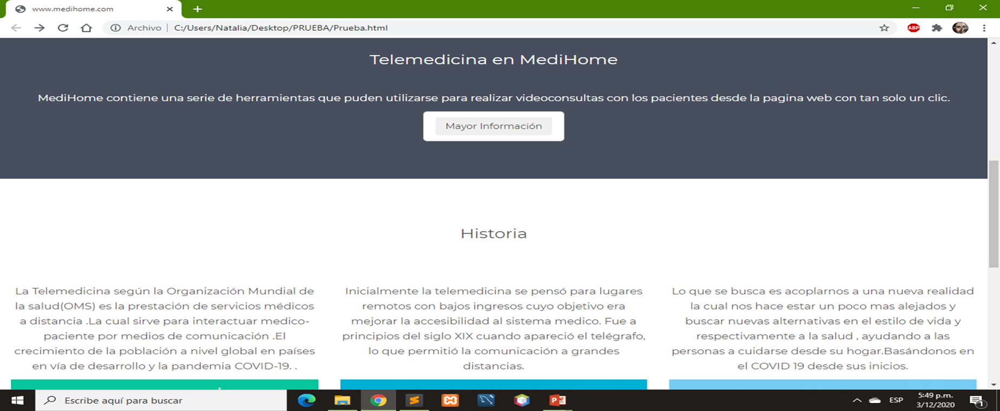 www.medihome.com
Archivo | C:/Users/Natalia/Desktop/PRUEBA/Prueba.html
ABP
Telemedicina en MediHome
MediHome contiene una serie de herramientas que puden utilizarse para realizar videoconsultas con los pacientes desde la pagina web con tan solo un clic.
Mayor Información
Historia
La Telemedicina según la Organización Mundial de
la salud(OMS) es la prestación de servicios médicos
a distancia .La cual sirve para interactuar medico-
paciente por medios de comunicación .El
crecimiento de la población a nivel global en países
en vía de desarrollo y la pandemia COVID-19. .
Inicialmente la telemedicina se pensó para lugares
remotos con bajos ingresos cuyo objetivo era
mejorar la accesibilidad al sistema medico. Fue a
principios del siglo XIX cuando apareció el telégrafo,
lo que permitió la comunicación a grandes
distancias.
Lo que se busca es acoplarnos a una nueva realidad
la cual nos hace estar un poco mas alejados y
buscar nuevas alternativas en el estilo de vida y
respectivamente a la salud , ayudando a las
personas a cuidarse desde su hogar.Basándonos en
el COVID 19 desde sus inicios.
Escribe aquí para buscar
ESP
5:49 p.m.
3/12/2020
1